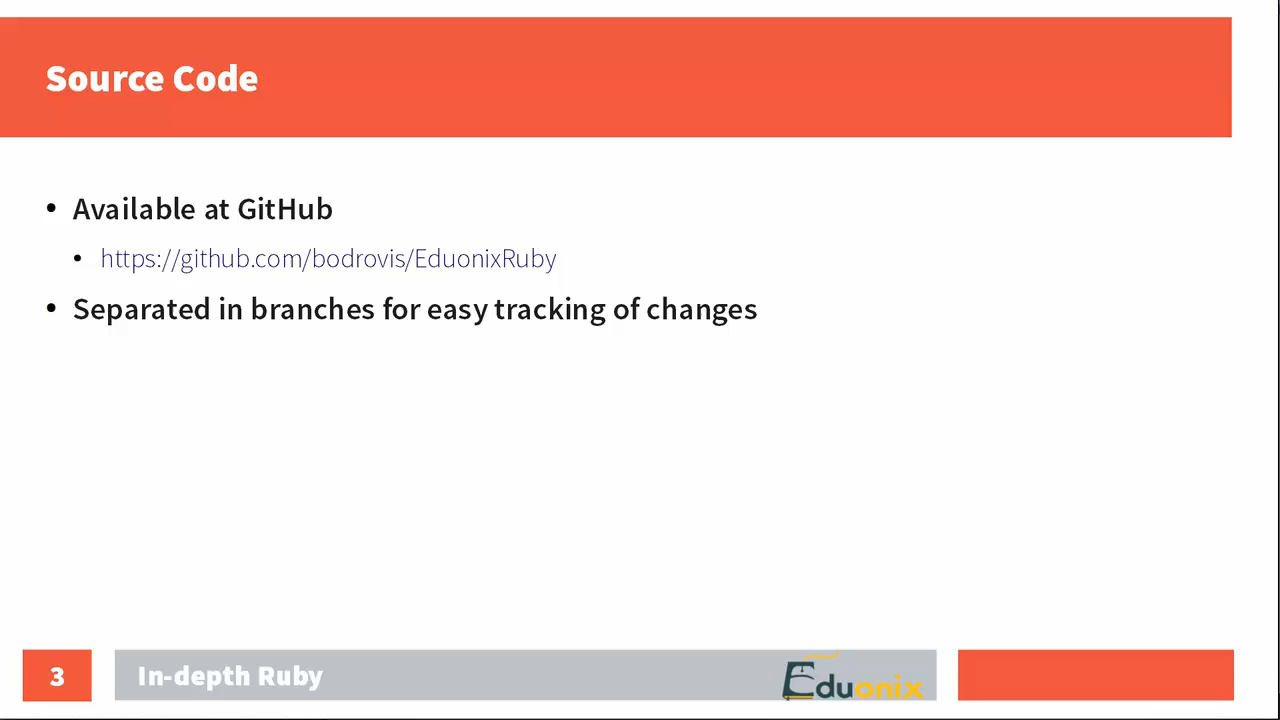 Source Code
• Available at GitHub
• https://github.com/bodrovis/EduonixRuby
• Separated in branches for easy tracking of changes
3
In-depth Ruby
Eduonix